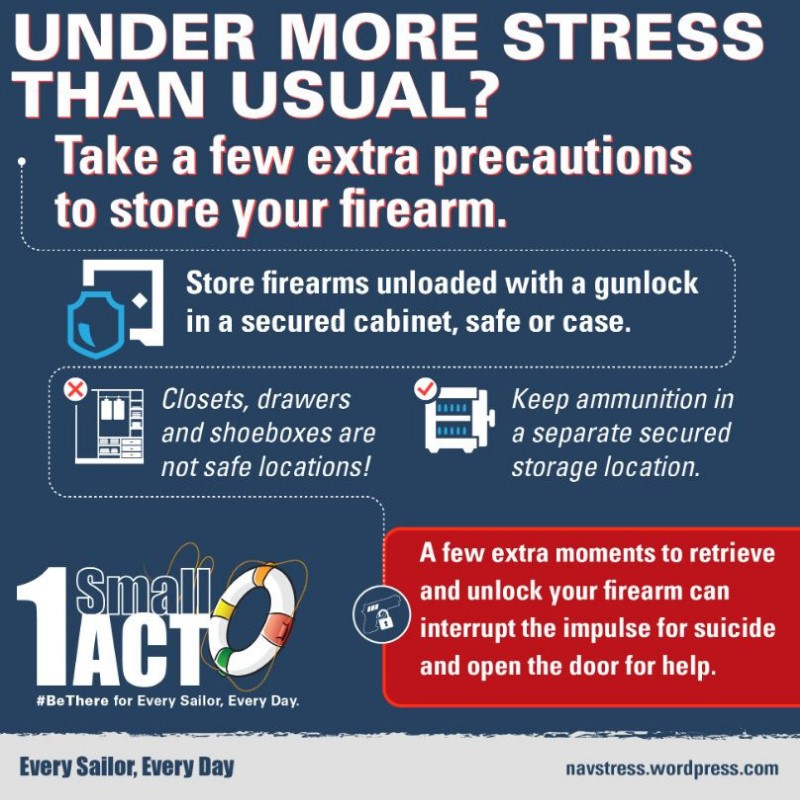 UNDER MORE STRESS
THAN USUAL?
Take a few extra precautions
to store your firearm.
Store firearms unloaded with a gunlock
in a secured cabinet, safe or case.
Closets, drawers
and shoeboxes are
not safe locations!
Keep ammunition in
a separate secured
storage location.
A few extra moments to retrieve
and unlock your firearm can
interrupt the impulse for suicide
and open the door for help.
1 Small
ACT
#BeThere for Every Sailor, Every Day.
Every Sailor, Every Day
navstress.wordpress.com